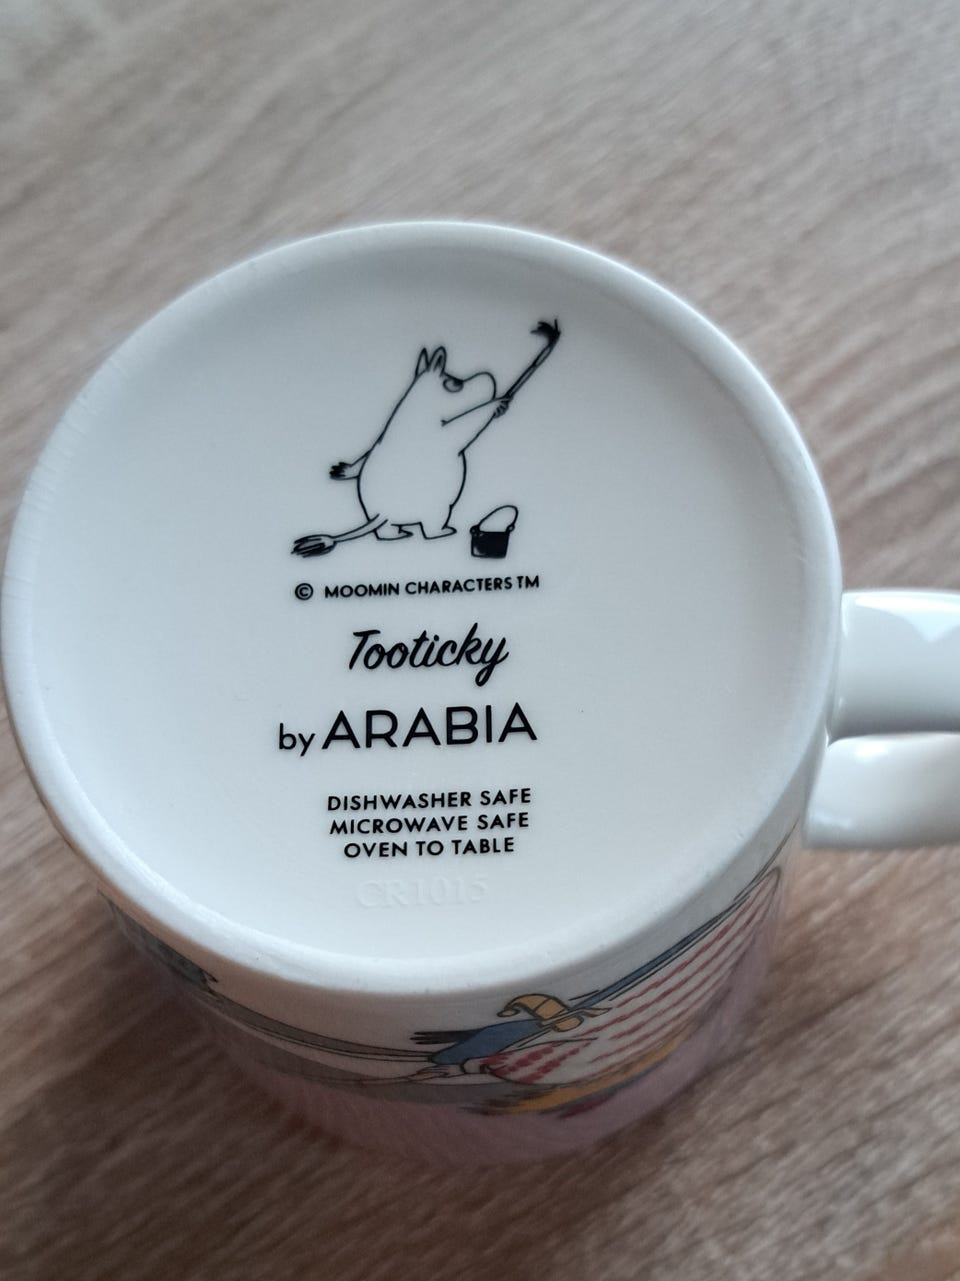 © MOOMIN CHARACTERS TM
Tooticky
by ARABIA
DISHWASHER SAFE
MICROWAVE SAFE
OVEN TO TABLE
CR1015